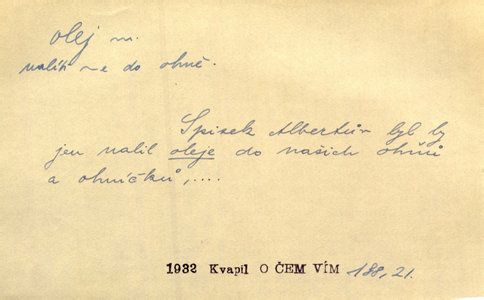 olej m.
naliti ~e do ohně.
Spisek Albertův byl by
jen nalil oleje do našich ohňů
a ohníčků,....
1932 Kvapil O ČEM VÍM 188,21.